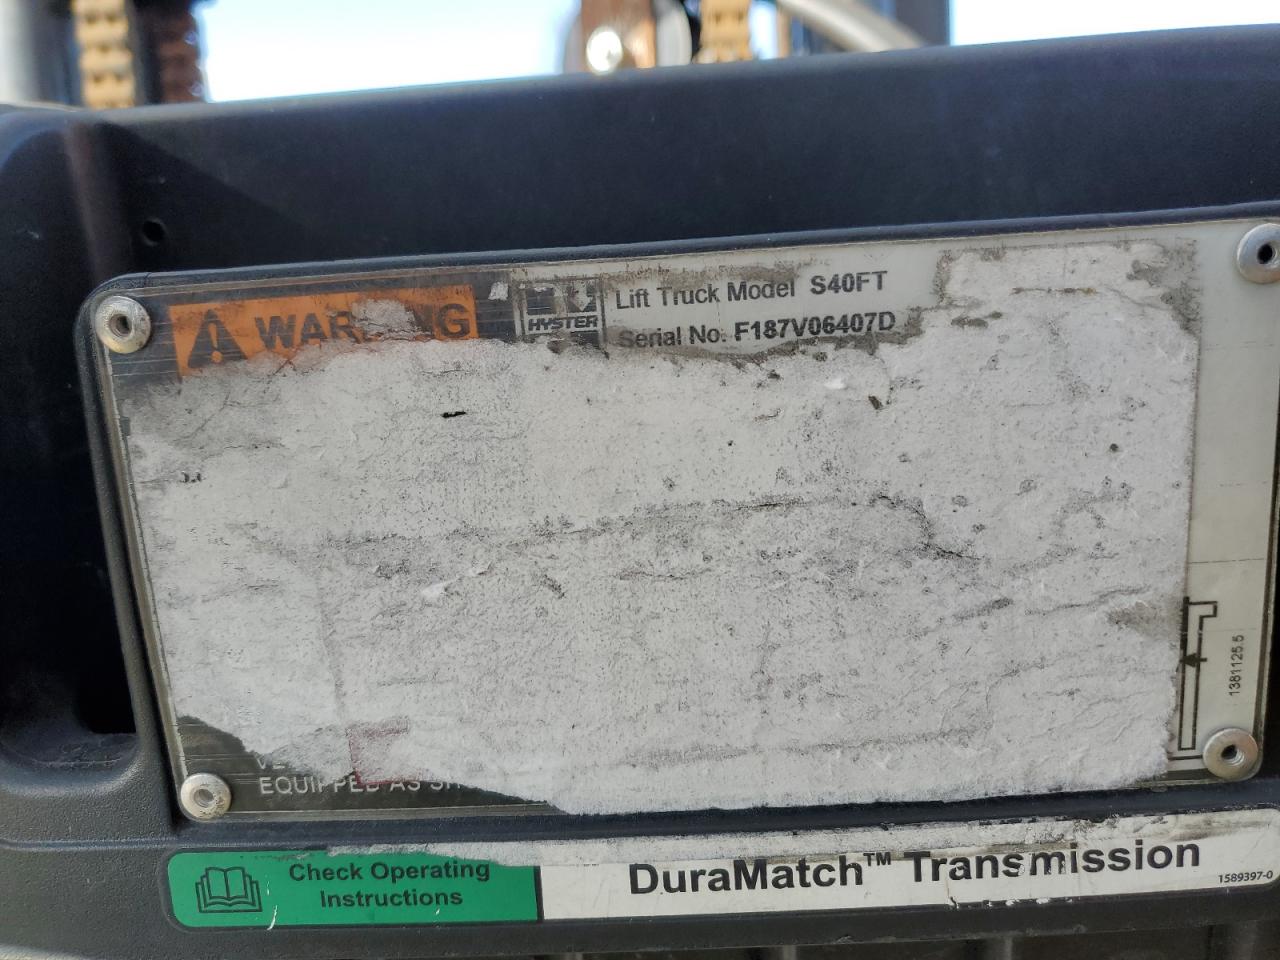 HYSTER
Lift Truck Model S40FT
Serial No. F187V06407D
1381125.5
EQUIPPED AS
Check Operating
Instructions
DuraMatch™ Transmission
1589397-0